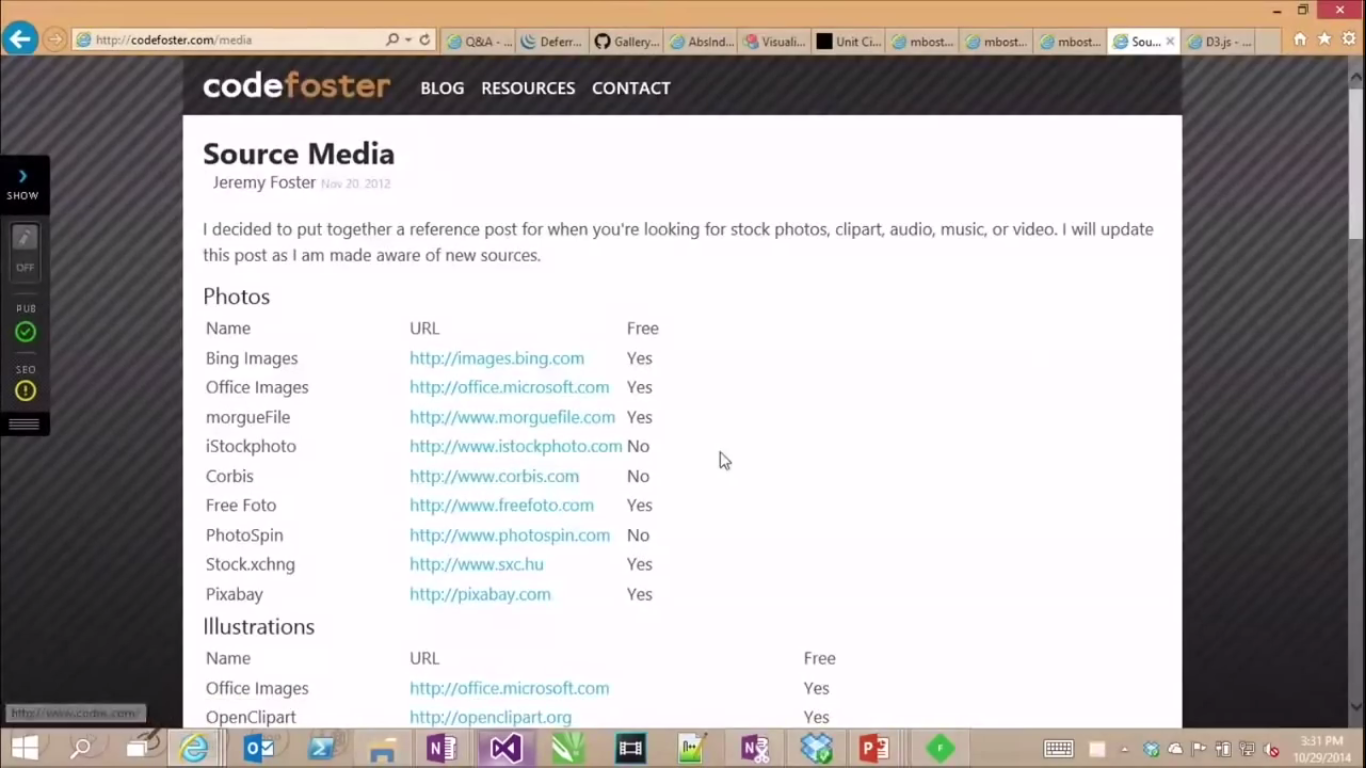 http://codefoster.com/media
Q&A - ... Deferr... Gallery... AbsInd... Visuali... Unit Ci... mbost... mbost... mbost... Sou... D3.js - ...
codefoster BLOG RESOURCES CONTACT
Source Media
Jeremy Foster Nov 20, 2012
I decided to put together a reference post for when you're looking for stock photos, clipart, audio, music, or video. I will update
this post as I am made aware of new sources.
Photos
Name URL Free
Bing Images http://images.bing.com Yes
Office Images http://office.microsoft.com Yes
morgueFile http://www.morguefile.com Yes
iStockphoto http://www.istockphoto.com No
Corbis http://www.corbis.com No
Free Foto http://www.freefoto.com Yes
PhotoSpin http://www.photospin.com No
Stock.xchng http://www.sxc.hu Yes
Pixabay http://pixabay.com Yes
Illustrations
Name URL Free
Office Images http://office.microsoft.com Yes
OpenClipart http://openclipart.org Yes
SHOW
OFF
PUB
SEO
http://www.corbis.com/
3:31 PM
10/29/2014